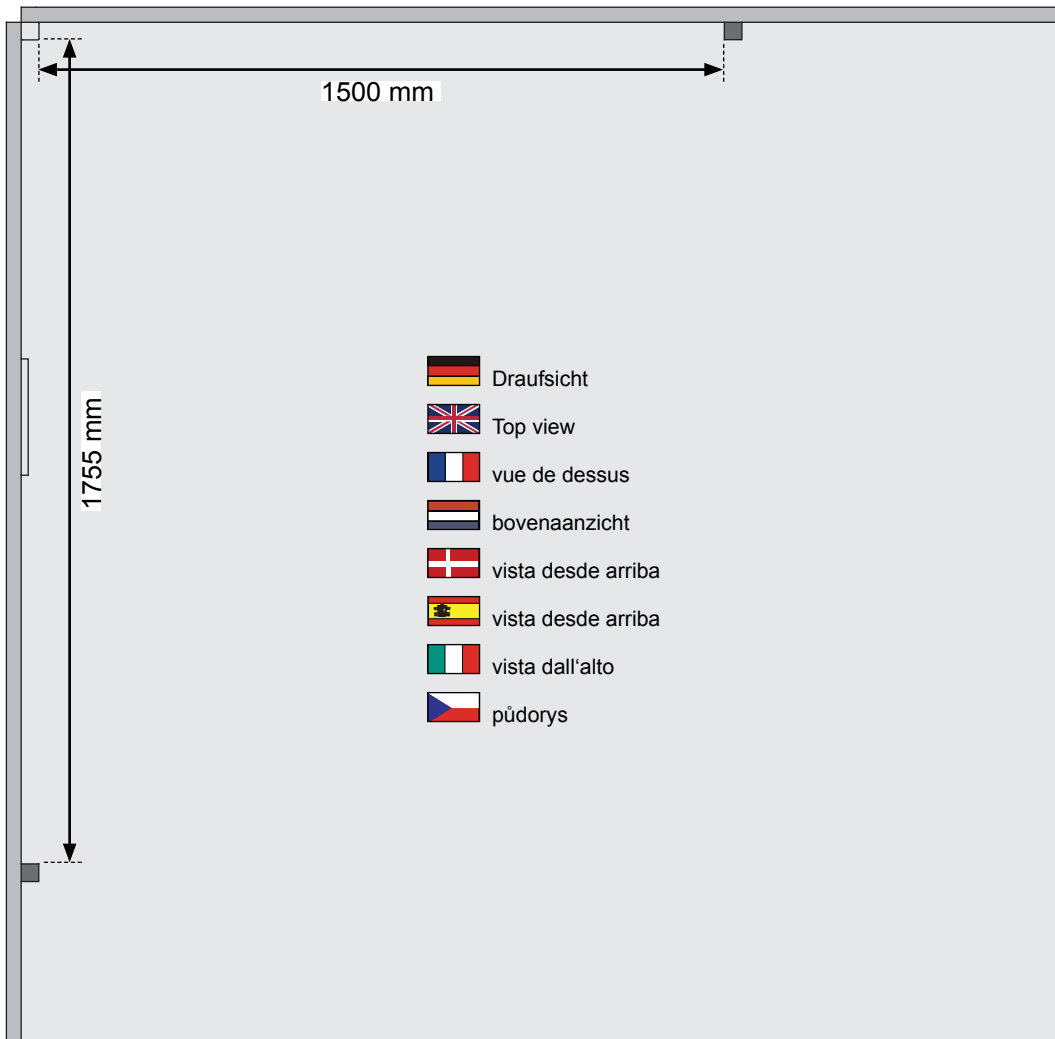 1500 mm
1755 mm
Draufsicht
Top view
vue de dessus
bovenaanzicht
vista desde arriba
vista desde arriba
vista dall‘alto
půdorys